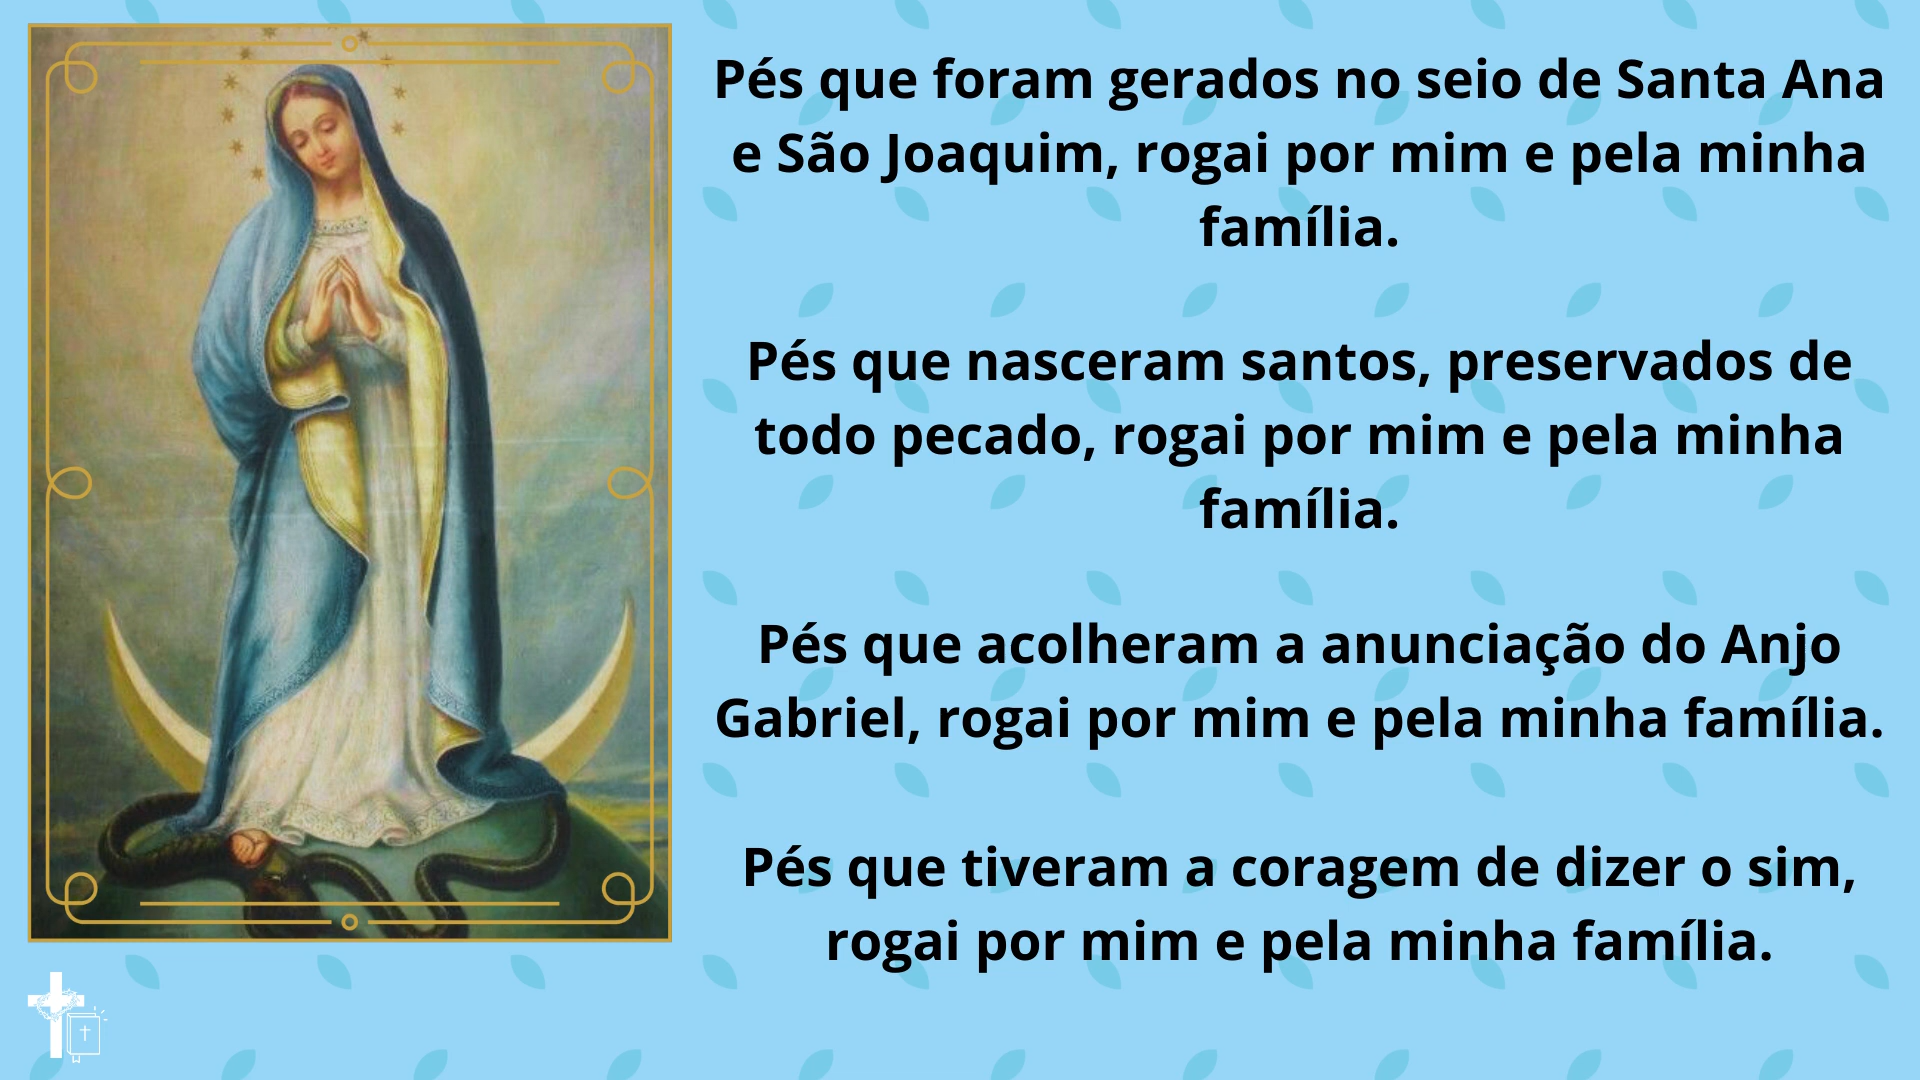 Pés que foram gerados no seio de Santa Ana
e São Joaquim, rogai por mim e pela minha
família.
Pés que nasceram santos, preservados de
todo pecado, rogai por mim e pela minha
família.
Pés que acolheram a anunciação do Anjo
Gabriel, rogai por mim e pela minha família.
Pés que tiveram a coragem de dizer o sim,
rogai por mim e pela minha família.